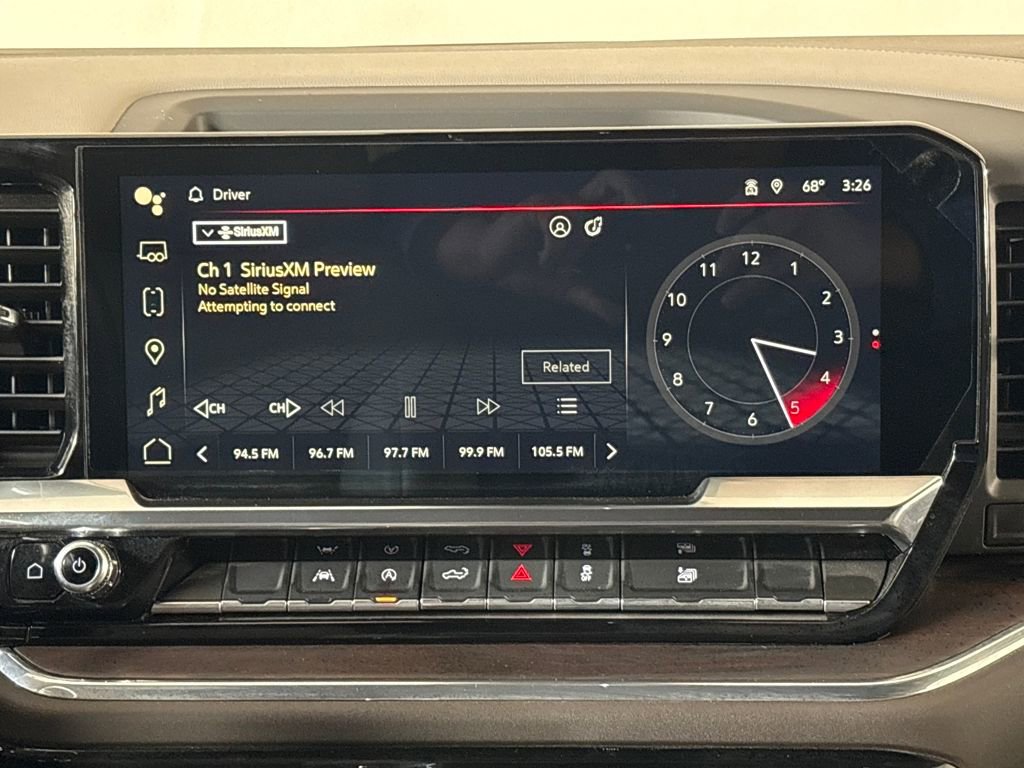 Driver
68° 3:26
SiriusXM
Ch 1 SiriusXM Preview
No Satellite Signal
Attempting to connect
Related
CH CH
94.5 FM 96.7 FM 97.7 FM 99.9 FM 105.5 FM
12
1
2
3
4
5
6
7
8
9
10
11
OFF